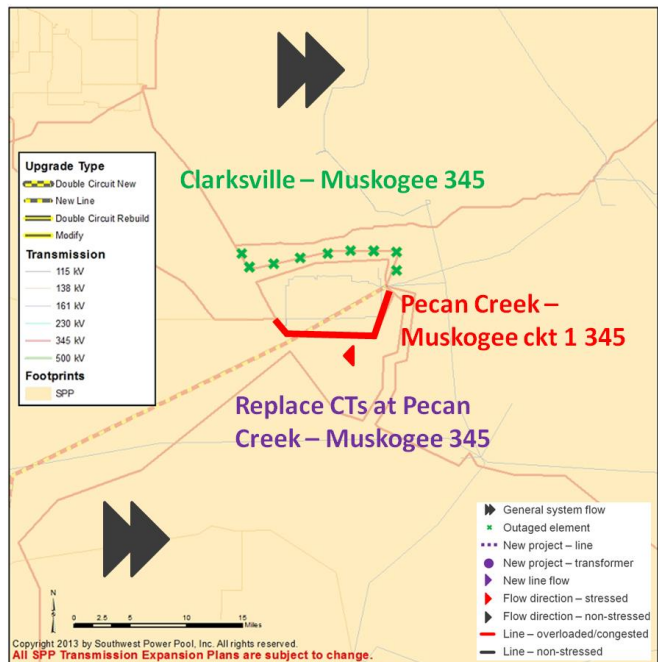 Clarksville – Muskogee 345
Upgrade Type
Double Circuit New
New Line
Double Circuit Rebuild
Modify
Transmission
115 kV
138 kV
161 kV
230 kV
345 kV
500 kV
Footprints
SPP
Pecan Creek –
Muskogee ckt 1 345
Replace CTs at Pecan
Creek – Muskogee 345
General system flow
Outaged element
New project – line
New project – transformer
New line flow
Flow direction – stressed
Flow direction – non-stressed
Line – overloaded/congested
Line – non-stressed
0 2.5 5 10 15
Miles
Copyright 2013 by Southwest Power Pool, Inc. All rights reserved.
All SPP Transmission Expansion Plans are subject to change.